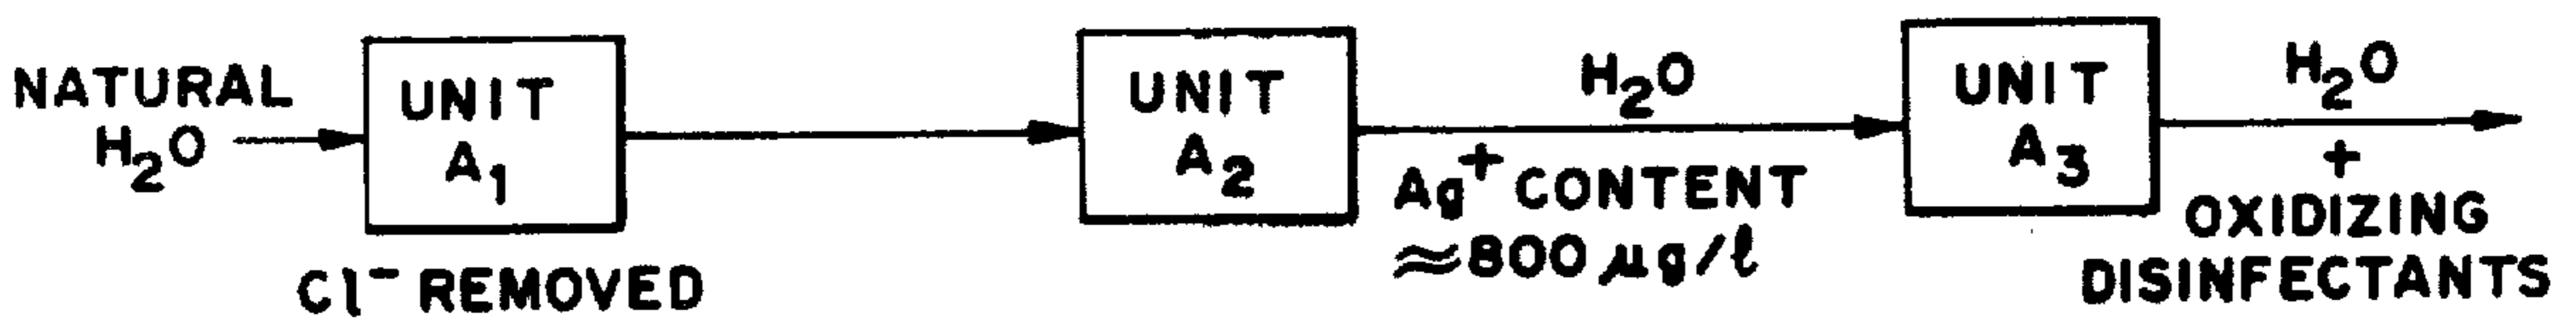 NATURAL
H₂O
UNIT
A₁
Cl⁻ REMOVED
UNIT
A₂
H₂O
Ag⁺ CONTENT
≈800 μg/l
UNIT
A₃
H₂O
+
OXIDIZING
DISINFECTANTS